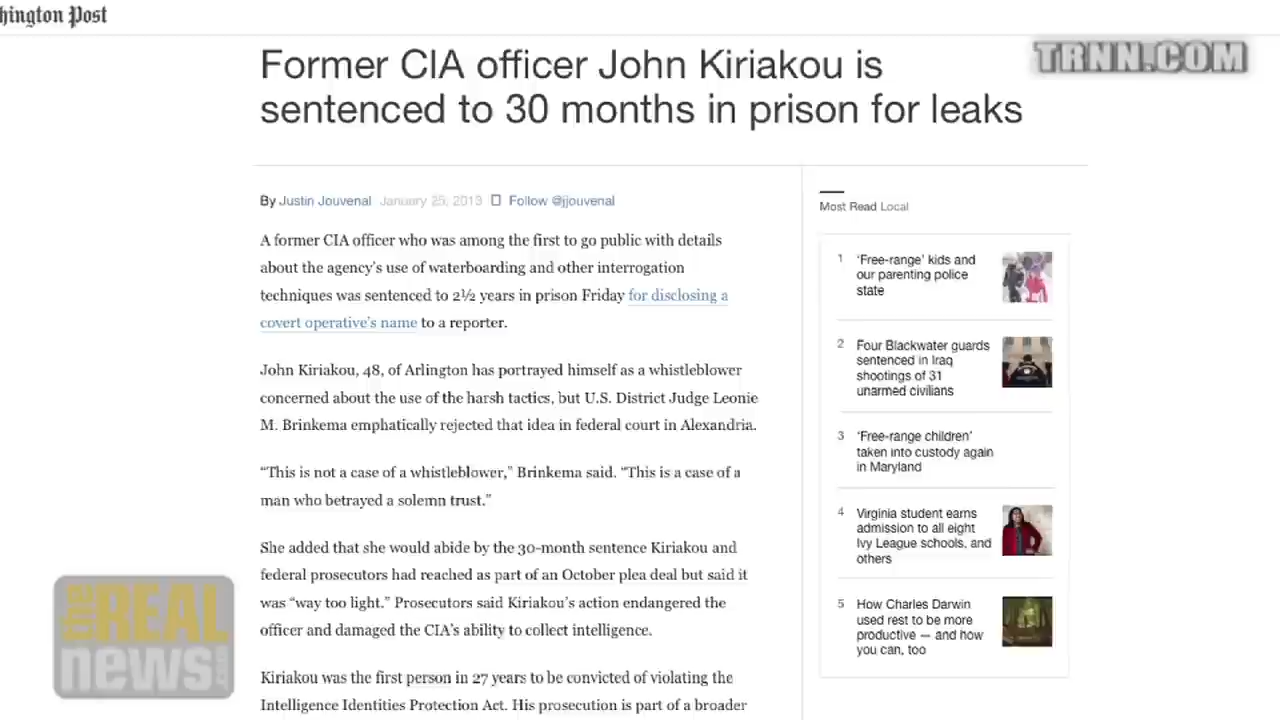 hington Post
TRNN.COM
Former CIA officer John Kiriakou is
sentenced to 30 months in prison for leaks
By Justin Jouvenal January 25, 2013 Follow @jjouvenal
A former CIA officer who was among the first to go public with details
about the agency’s use of waterboarding and other interrogation
techniques was sentenced to 2½ years in prison Friday for disclosing a
covert operative’s name to a reporter.
John Kiriakou, 48, of Arlington has portrayed himself as a whistleblower
concerned about the use of the harsh tactics, but U.S. District Judge Leonie
M. Brinkema emphatically rejected that idea in federal court in Alexandria.
“This is not a case of a whistleblower,” Brinkema said. “This is a case of a
man who betrayed a solemn trust.”
She added that she would abide by the 30-month sentence Kiriakou and
federal prosecutors had reached as part of an October plea deal but said it
was “way too light.” Prosecutors said Kiriakou’s action endangered the
officer and damaged the CIA’s ability to collect intelligence.
Kiriakou was the first person in 27 years to be convicted of violating the
Intelligence Identities Protection Act. His prosecution is part of a broader
Most Read Local
1 ‘Free-range’ kids and
our parenting police
state
2 Four Blackwater guards
sentenced in Iraq
shootings of 31
unarmed civilians
3 ‘Free-range children’
taken into custody again
in Maryland
4 Virginia student earns
admission to all eight
Ivy League schools, and
others
5 How Charles Darwin
used rest to be more
productive — and how
you can, too
the REAL
news.com